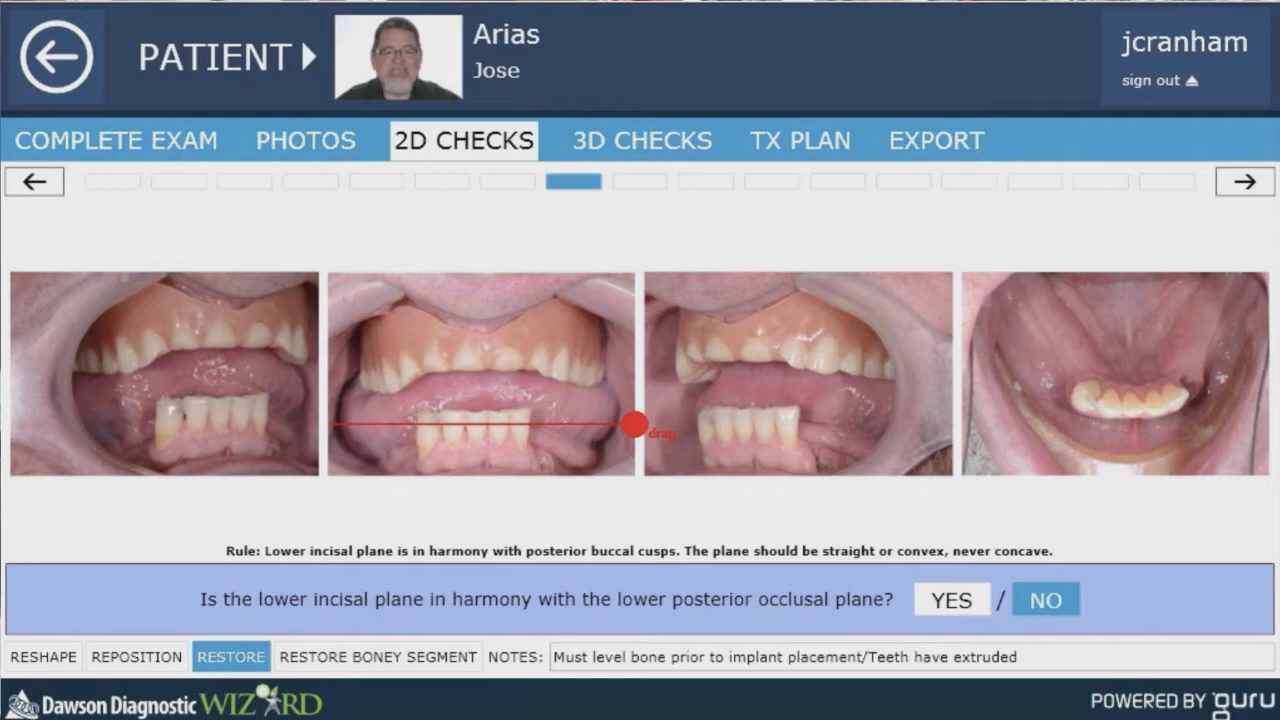 PATIENT
Arias
Jose
jcranham
sign out
COMPLETE EXAM PHOTOS 2D CHECKS 3D CHECKS TX PLAN EXPORT
drag
Rule: Lower incisal plane is in harmony with posterior buccal cusps. The plane should be straight or convex, never concave.
Is the lower incisal plane in harmony with the lower posterior occlusal plane? YES / NO
RESHAPE REPOSITION RESTORE RESTORE BONEY SEGMENT NOTES: Must level bone prior to implant placement/Teeth have extruded
Dawson Diagnostic WIZARD POWERED BY guru